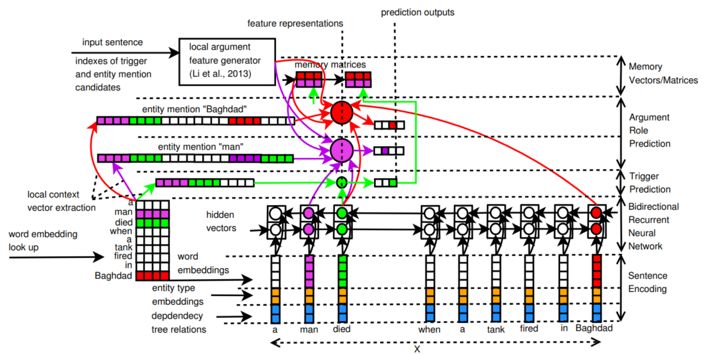 feature representations
prediction outputs
input sentence
indexes of trigger
and entity mention
candidates
local argument
feature generator
(Li et al., 2013)
memory matrices
Memory
Vectors/Matrices
entity mention "Baghdad"
Argument
Role
Prediction
entity mention "man"
local context
vector extraction
Trigger
Prediction
word embedding
look up
a
man
died
when
a
tank
fired
in
Baghdad
hidden
vectors
Bidirectional
Recurrent
Neural
Network
word
embeddings
entity type
embeddings
depdendecy
tree relations
Sentence
Encoding
a man died when a tank fired in Baghdad
X